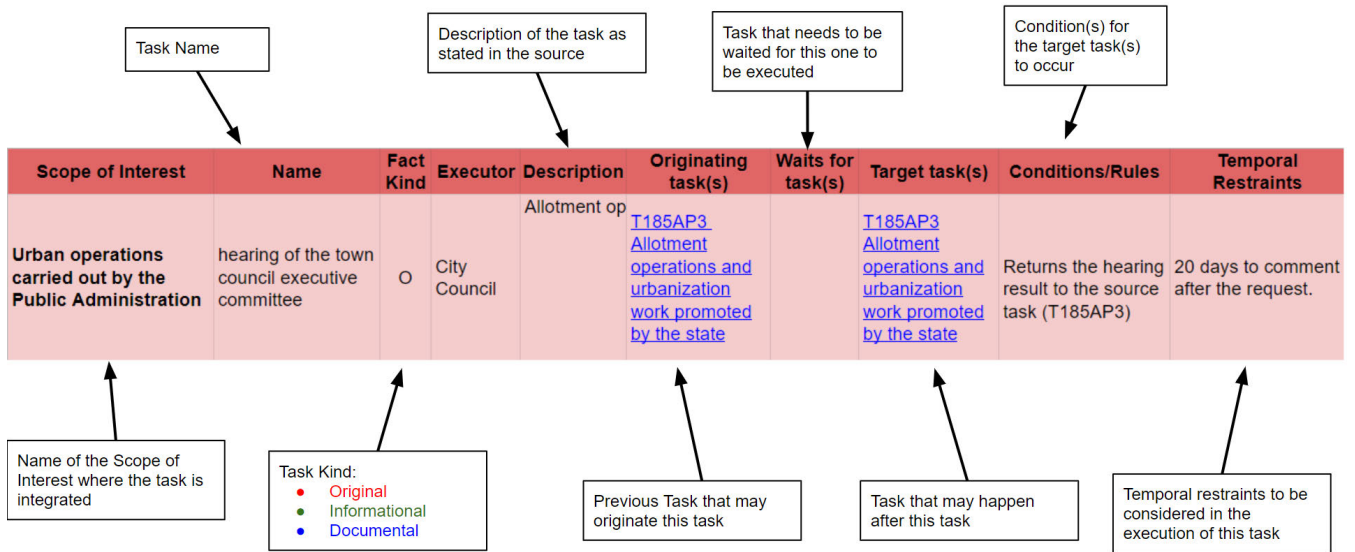 Task Name
Description of the task as
stated in the source
Task that needs to be
waited for this one to
be executed
Condition(s) for
the target task(s)
to occur
Scope of Interest
Name
Fact
Kind
Executor
Description
Originating
task(s)
Waits for
task(s)
Target task(s)
Conditions/Rules
Temporal
Restraints
Urban operations
carried out by the
Public Administration
hearing of the town
council executive
committee
O
City
Council
Allotment op
T185AP3
Allotment
operations and
urbanization
work promoted
by the state
T185AP3
Allotment
operations and
urbanization
work promoted
by the state
Returns the hearing
result to the source
task (T185AP3)
20 days to comment
after the request.
Name of the Scope of
Interest where the task is
integrated
Task Kind:
● Original
● Informational
● Documental
Previous Task that may
originate this task
Task that may happen
after this task
Temporal restraints to be
considered in the
execution of this task